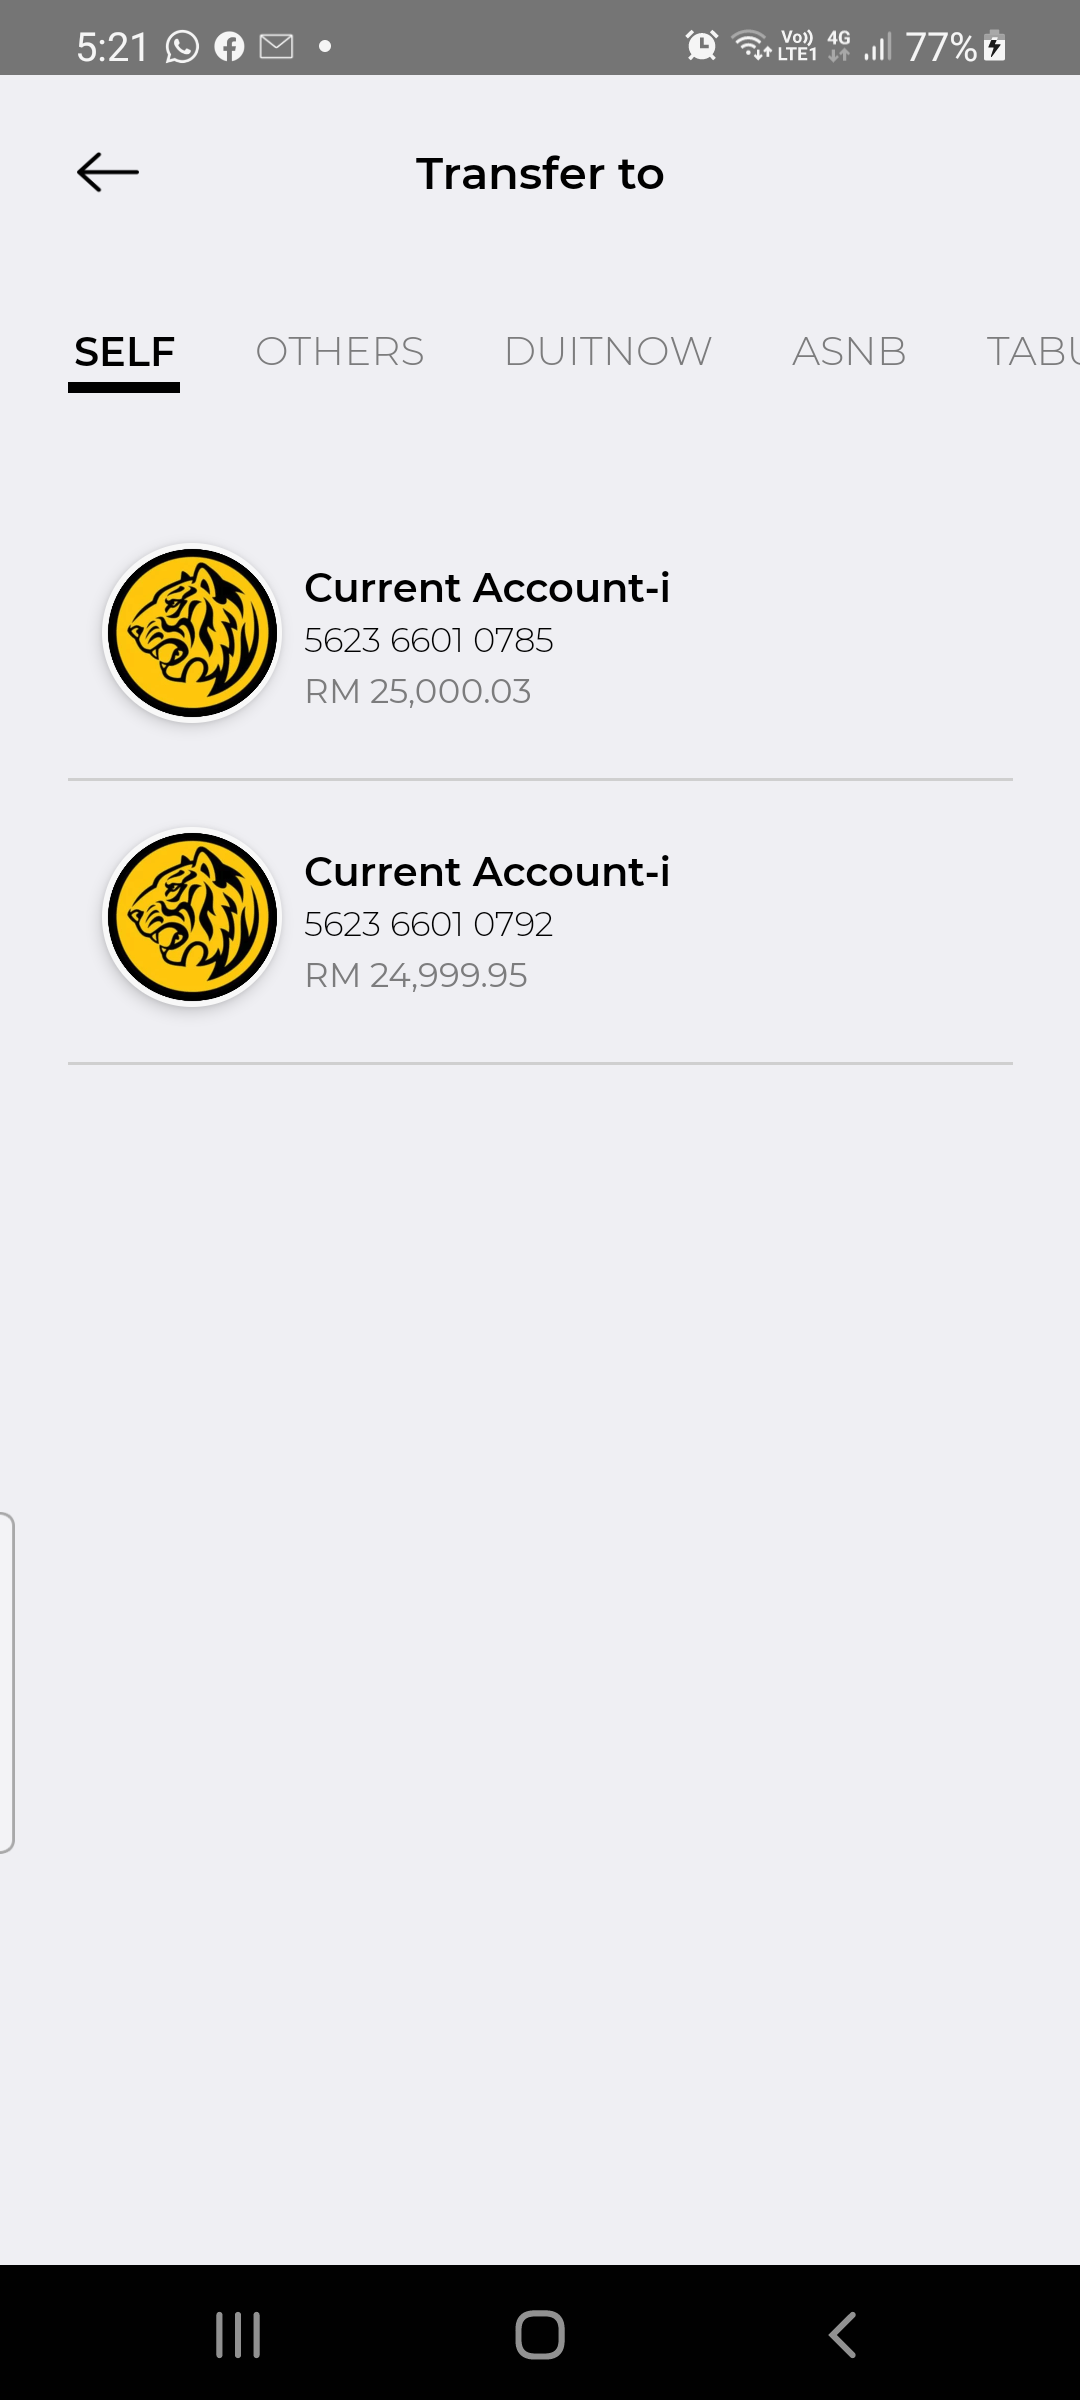 5:21 Vo)) LTE1 4G 77%
Transfer to
SELF OTHERS DUITNOW ASNB TABU
Current Account-i
5623 6601 0785
RM 25,000.03
Current Account-i
5623 6601 0792
RM 24,999.95